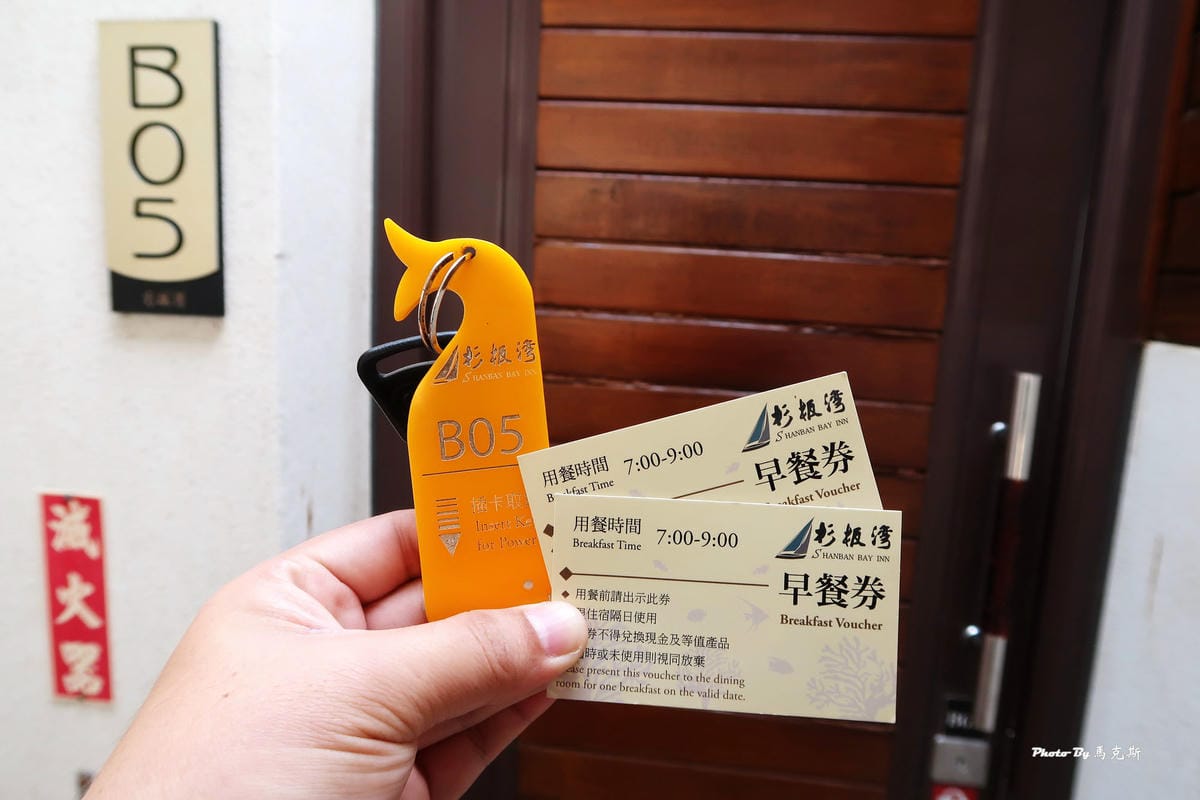 B05
杉板灣
SHANBAN BAY INN
B05
插卡取
Insert Ke
for Power
用餐時間
Breakfast Time
7:00-9:00
杉板灣
SHANBAN BAY INN
早餐券
Breakfast Voucher
用餐時間
Breakfast Time
7:00-9:00
杉板灣
SHANBAN BAY INN
早餐券
Breakfast Voucher
用餐前請出示此券
住宿隔日使用
券不得兌換現金及等值產品
時或未使用則視同放棄
ease present this voucher to the dining
room for one breakfast on the valid date.
滅火器
Photo By 馬克斯